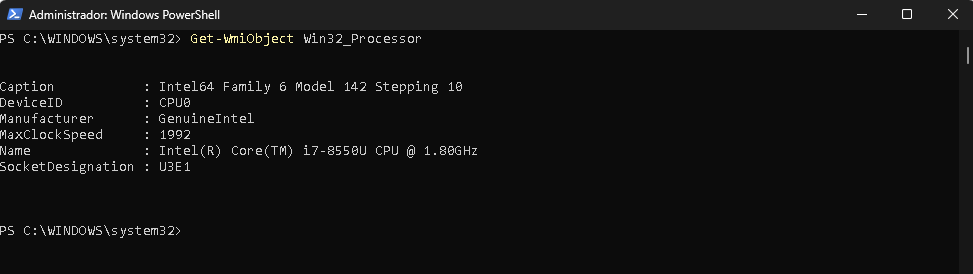 Administrador: Windows PowerShell
PS C:\WINDOWS\system32> Get-WmiObject Win32_Processor
Caption : Intel64 Family 6 Model 142 Stepping 10
DeviceID : CPU0
Manufacturer : GenuineIntel
MaxClockSpeed : 1992
Name : Intel(R) Core(TM) i7-8550U CPU @ 1.80GHz
SocketDesignation : U3E1
PS C:\WINDOWS\system32>